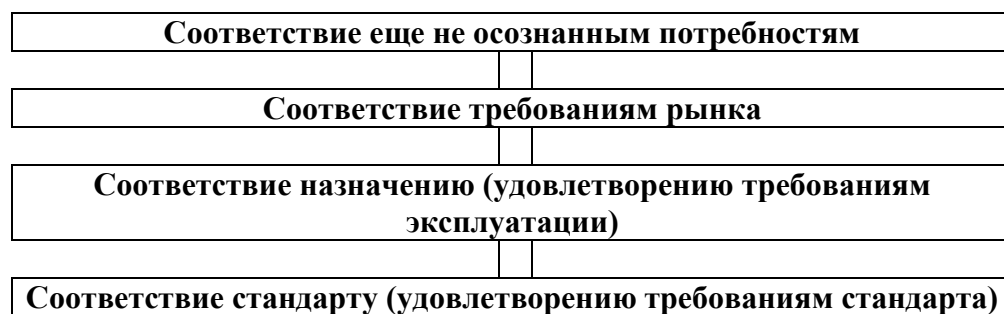 Соответствие еще не осознанным потребностям
Соответствие требованиям рынка
Соответствие назначению (удовлетворению требованиям
эксплуатации)
Соответствие стандарту (удовлетворению требованиям стандарта)